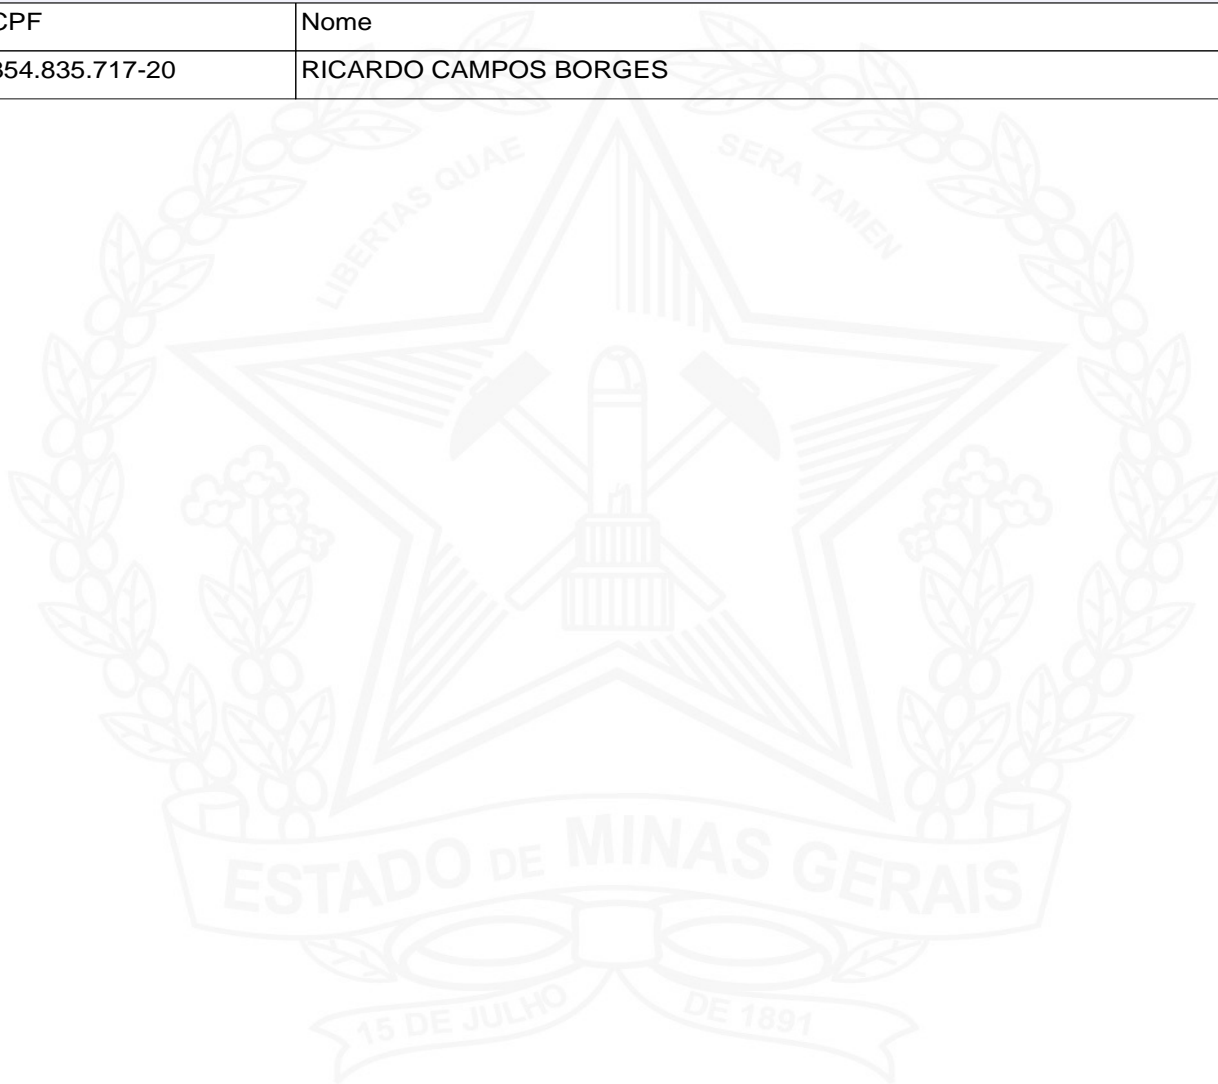 CPF Nome
854.835.717-20 RICARDO CAMPOS BORGES
LIBERTAS QUAE SERA TAMEN
ESTADO DE MINAS GERAIS
15 DE JULHO DE 1891